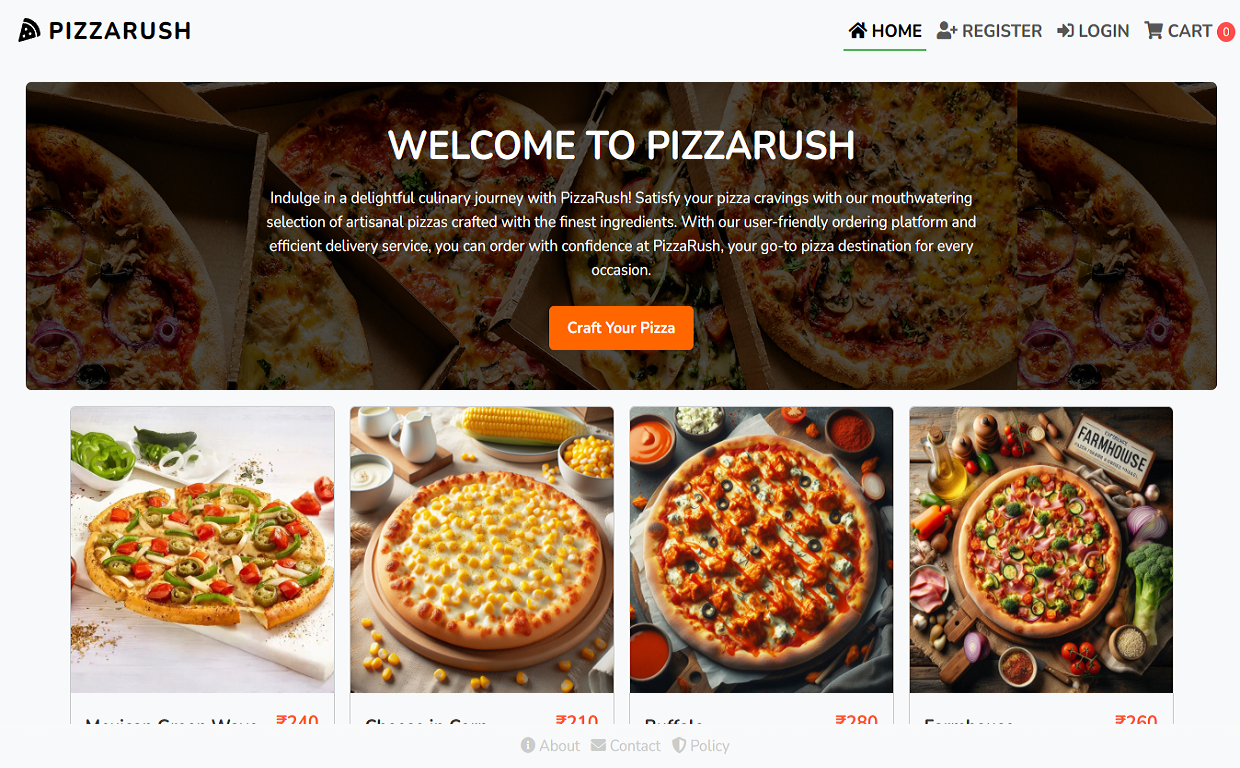 PIZZARUSH
HOME REGISTER LOGIN CART 0
WELCOME TO PIZZARUSH
Indulge in a delightful culinary journey with PizzaRush! Satisfy your pizza cravings with our mouthwatering
selection of artisanal pizzas crafted with the finest ingredients. With our user-friendly ordering platform and
efficient delivery service, you can order with confidence at PizzaRush, your go-to pizza destination for every
occasion.
Craft Your Pizza
EXPERIENCE
FARMHOUSE
Mexican Green Wave ₹240
Cheese in Corn ₹210
Buffalo ₹280
Farmhouse ₹260
About Contact Policy